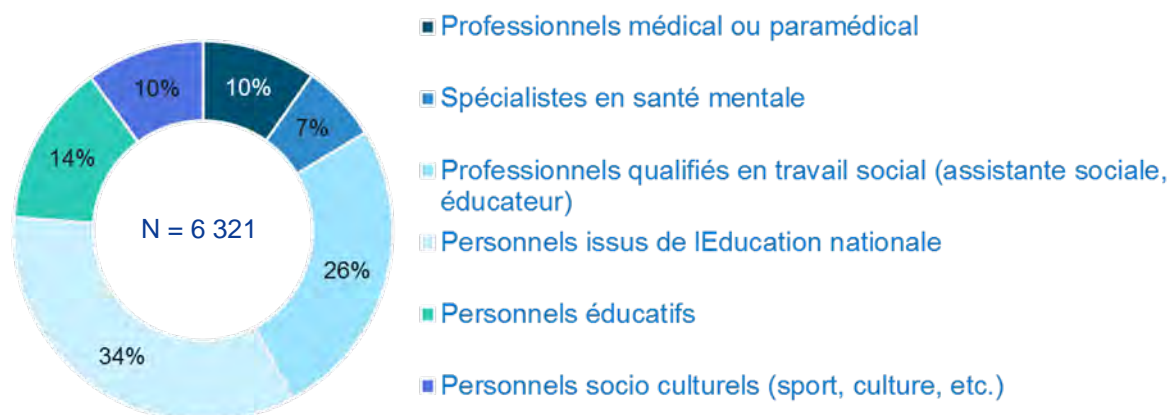 Professionnels médical ou paramédical
Spécialistes en santé mentale
Professionnels qualifiés en travail social (assistante sociale,
éducateur)
Personnels issus de lEducation nationale
Personnels éducatifs
Personnels socio culturels (sport, culture, etc.)
10%
10%
7%
14%
N = 6 321
26%
34%